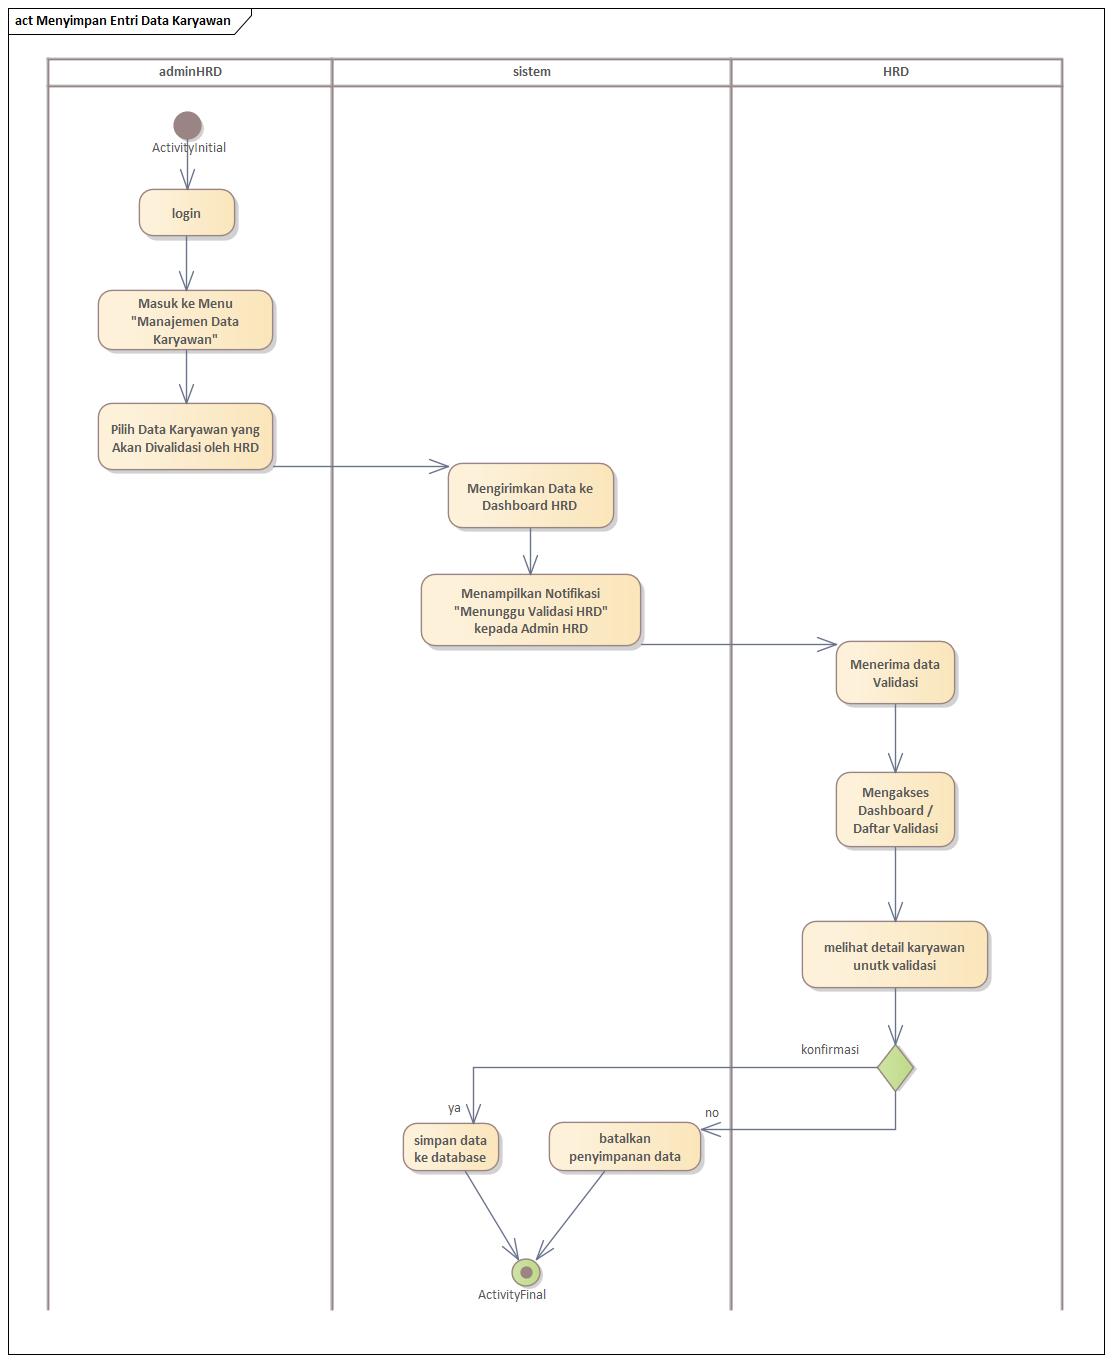 act Menyimpan Entri Data Karyawan
adminHRD
sistem
HRD
ActivityInitial
login
Masuk ke Menu
"Manajemen Data
Karyawan"
Pilih Data Karyawan yang
Akan Divalidasi oleh HRD
Mengirimkan Data ke
Dashboard HRD
Menampilkan Notifikasi
"Menunggu Validasi HRD"
kepada Admin HRD
Menerima data
Validasi
Mengakses
Dashboard /
Daftar Validasi
melihat detail karyawan
unutk validasi
konfirmasi
ya
no
simpan data
ke database
batalkan
penyimpanan data
ActivityFinal